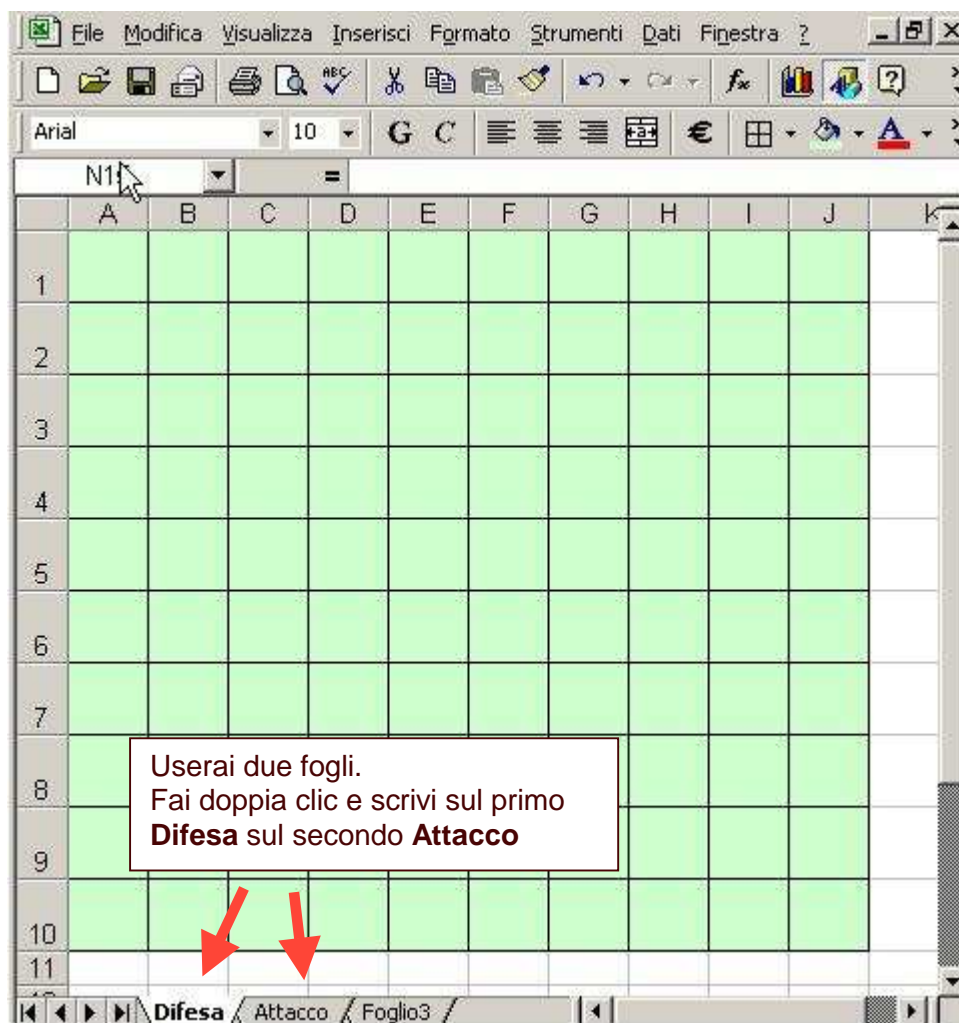 File Modifica Visualizza Inserisci Formato Strumenti Dati Finestra ?
Arial 10 G C €
=
A B C D E F G H I J K
1
2
3
4
5
6
7
8
9
10
11
Userai due fogli.
Fai doppia clic e scrivi sul primo
Difesa sul secondo Attacco
Difesa Attacco Foglio3